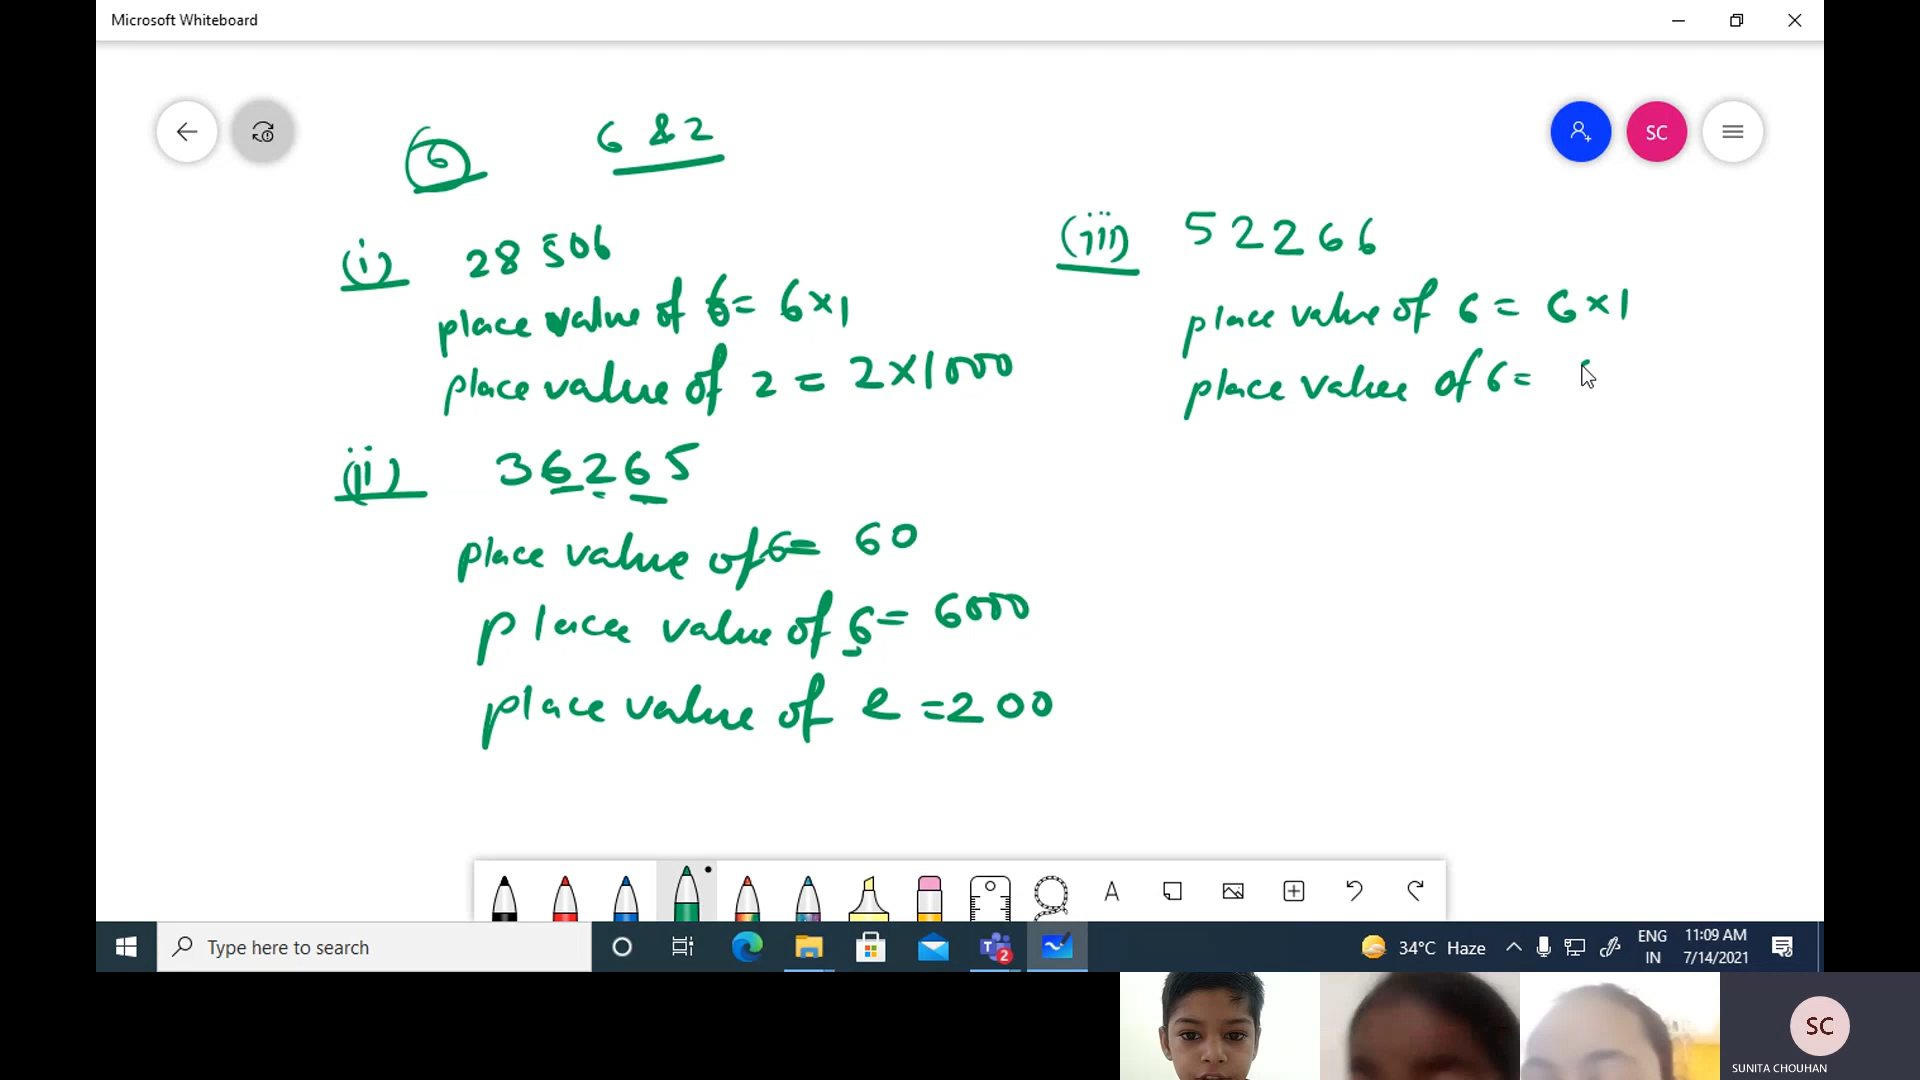 Microsoft Whiteboard
6 6 & 2
SC
(i) 28506
place value of 6 = 6×1
place value of 2 = 2×1000
(ii) 36265
place value of 6 = 60
place value of 6 = 6000
place value of 2 = 200
(iii) 52266
place value of 6 = 6×1
place value of 6 =
A
Type here to search
2
34°C Haze
ENG
IN
11:09 AM
7/14/2021
SC
SUNITA CHOUHAN